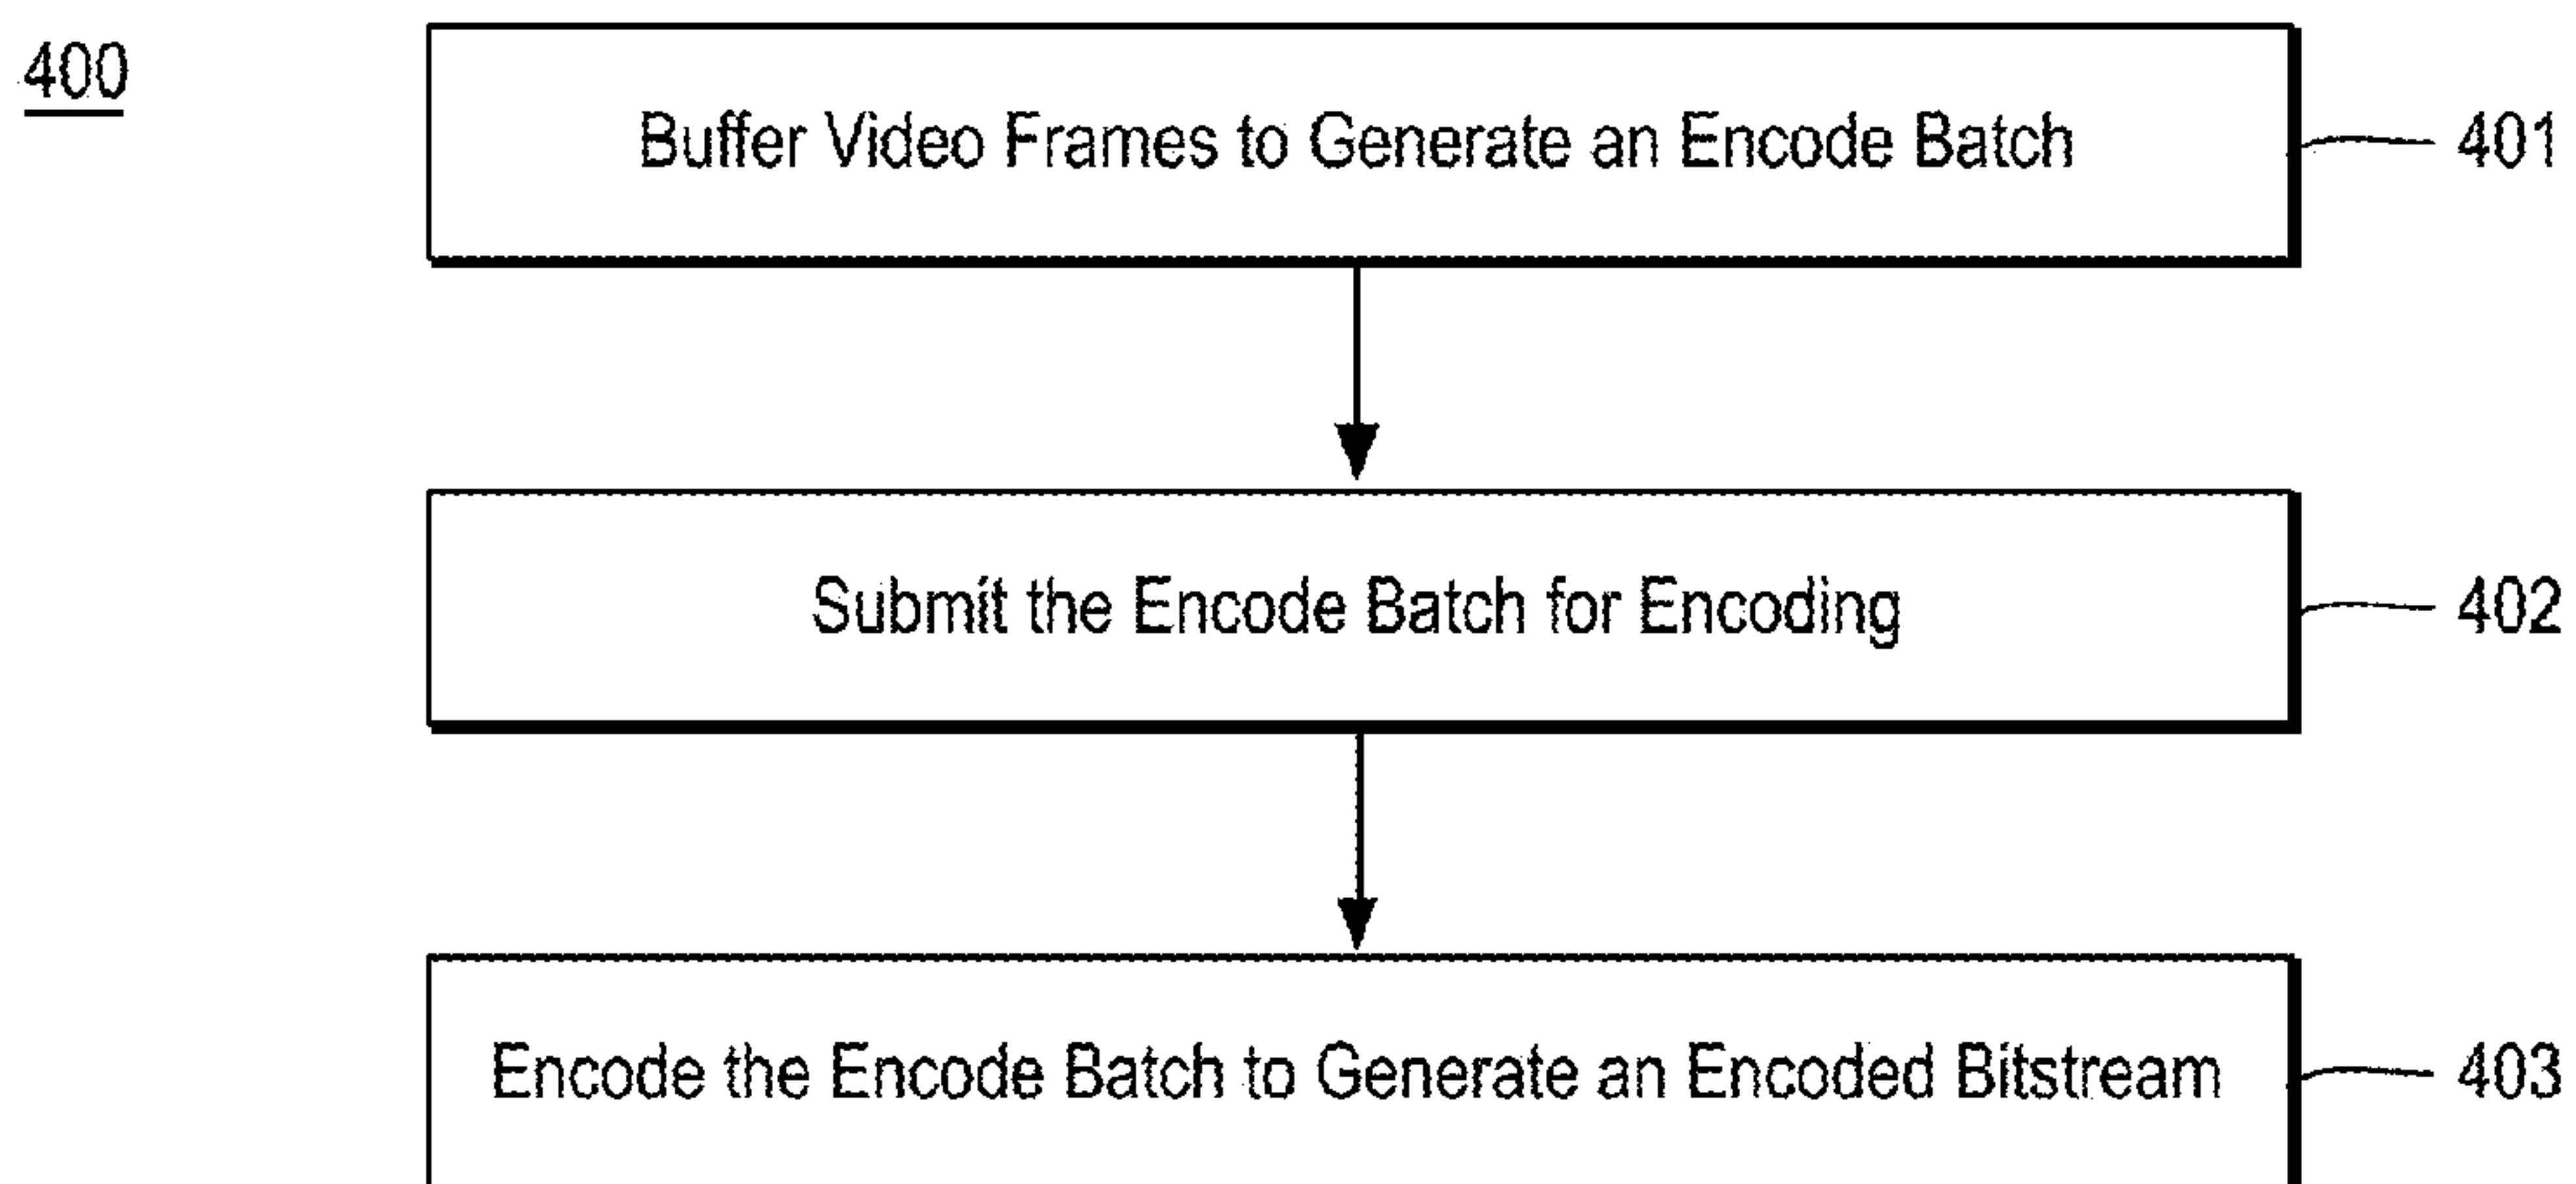 400
Buffer Video Frames to Generate an Encode Batch
401
Submit the Encode Batch for Encoding
402
Encode the Encode Batch to Generate an Encoded Bitstream
403